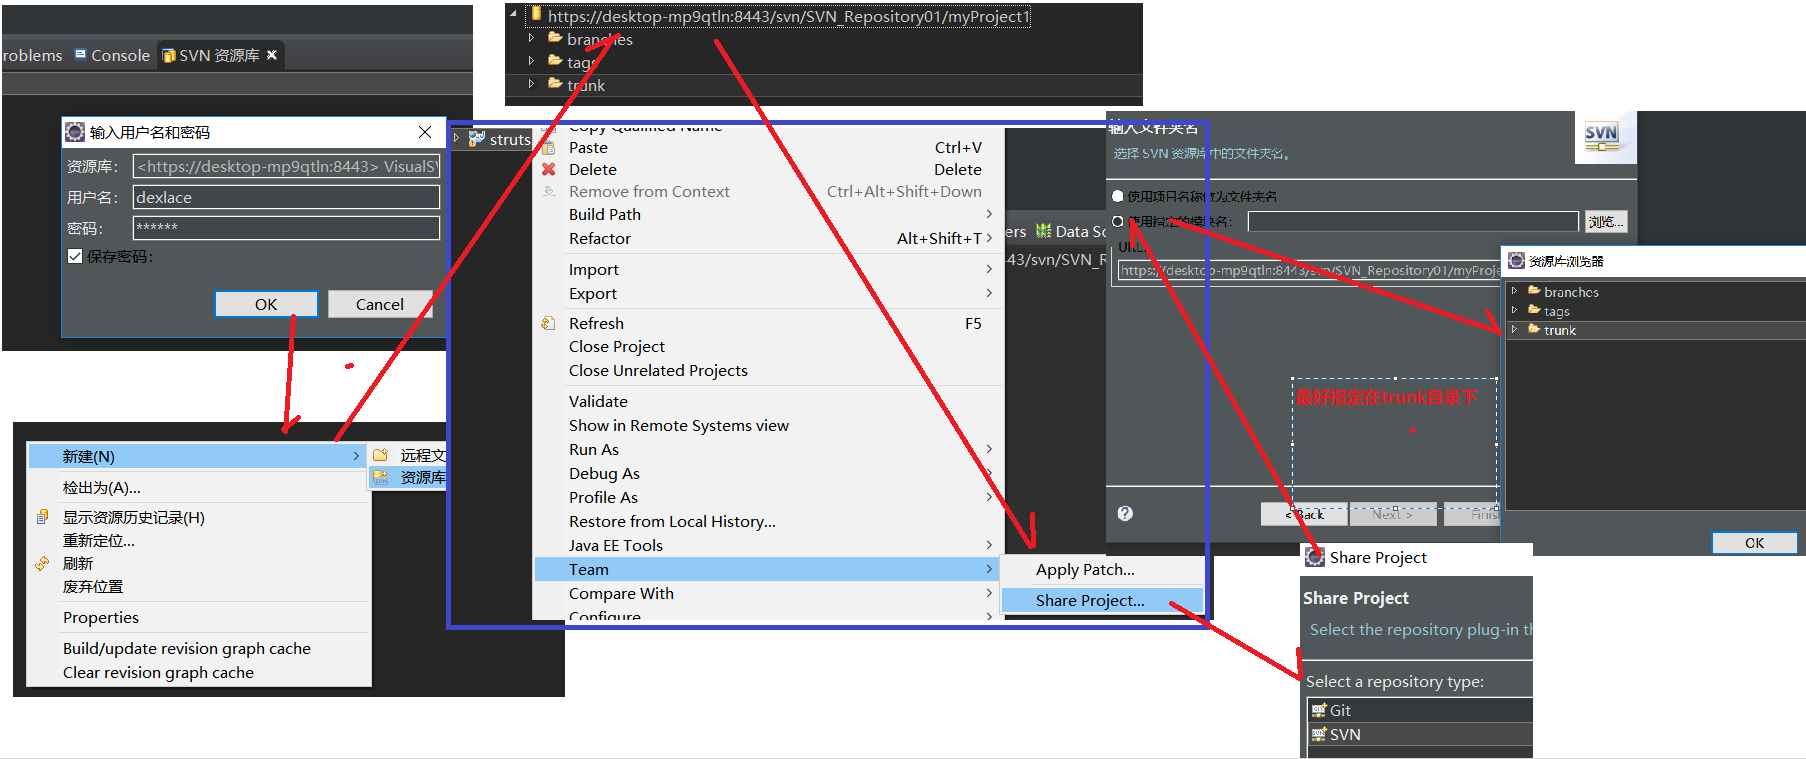 roblems
Console
SVN 资源库
输入用户名和密码
资源库：
<https://desktop-mp9qtln:8443> VisualS
用户名：
dexlace
密码：
******
保存密码：
OK
Cancel
新建(N)
远程文
资源库
检出为(A)...
显示资源历史记录(H)
重新定位...
刷新
废弃位置
Properties
Build/update revision graph cache
Clear revision graph cache
https://desktop-mp9qtln:8443/svn/SVN_Repository01/myProject1
branches
tags
trunk
struts
Copy Qualified Name
Paste
Ctrl+V
Delete
Delete
Remove from Context
Ctrl+Alt+Shift+Down
Build Path
Refactor
Alt+Shift+T
Import
Export
Refresh
F5
Close Project
Close Unrelated Projects
Validate
Show in Remote Systems view
Run As
Debug As
Profile As
Restore from Local History...
Java EE Tools
Team
Compare With
Configure
Apply Patch...
Share Project...
ers
Data So
43/svn/SVN_R
输入文件夹名
选择 SVN 资源库中的文件夹名。
SVN
使用项目名称做为文件夹名
使用指定的模块名：
浏览...
URL
https://desktop-mp9qtln:8443/svn/SVN_Repository01/myProje
最好指定在trunk目录下
< Back
Next >
Finis
资源库浏览器
branches
tags
trunk
OK
Share Project
Share Project
Select the repository plug-in th
Select a repository type:
Git
SVN